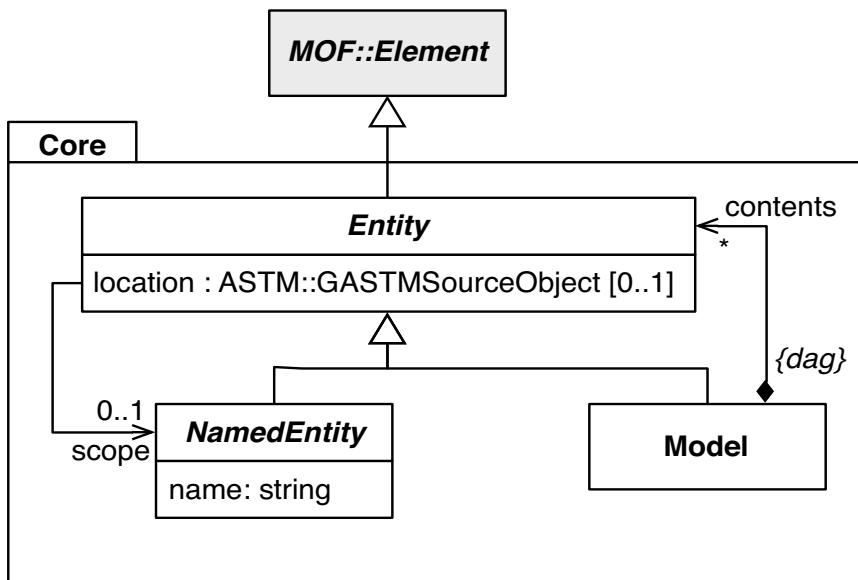 MOF::Element
Core
Entity
contents
*
location : ASTM::GASTMSourceObject [0..1]
{dag}
0..1
scope
NamedEntity
Model
name: string